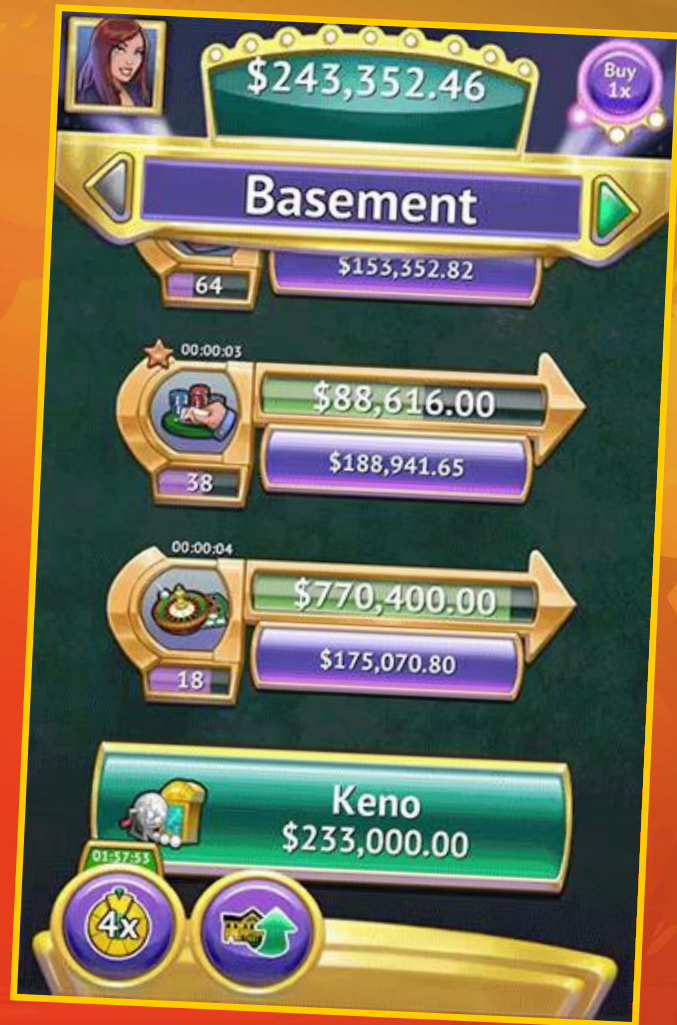 $243,352.46
Buy
1x
Basement
$153,352.82
64
00:00:03
$88,616.00
$188,941.65
38
00:00:04
$770,400.00
$175,070.80
18
Keno
$233,000.00
01:57:53
4x